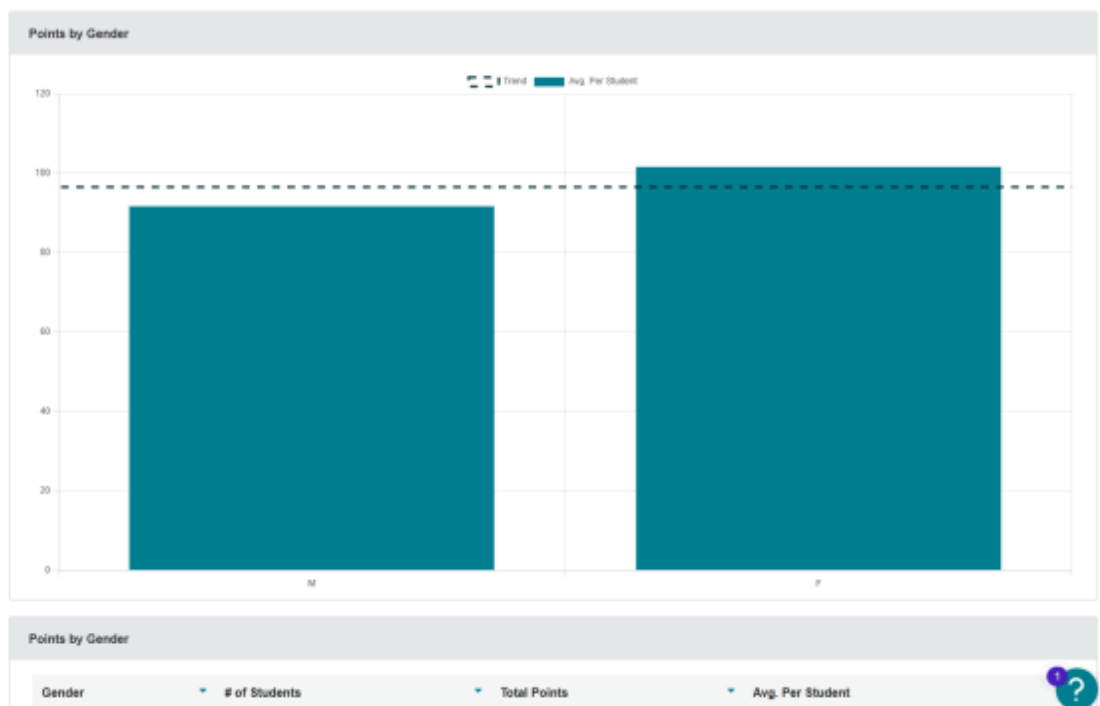 Points by Gender
Trend Avg. Per Student
120
100
80
60
40
20
0
M F
Points by Gender
Gender # of Students Total Points Avg. Per Student
1
?